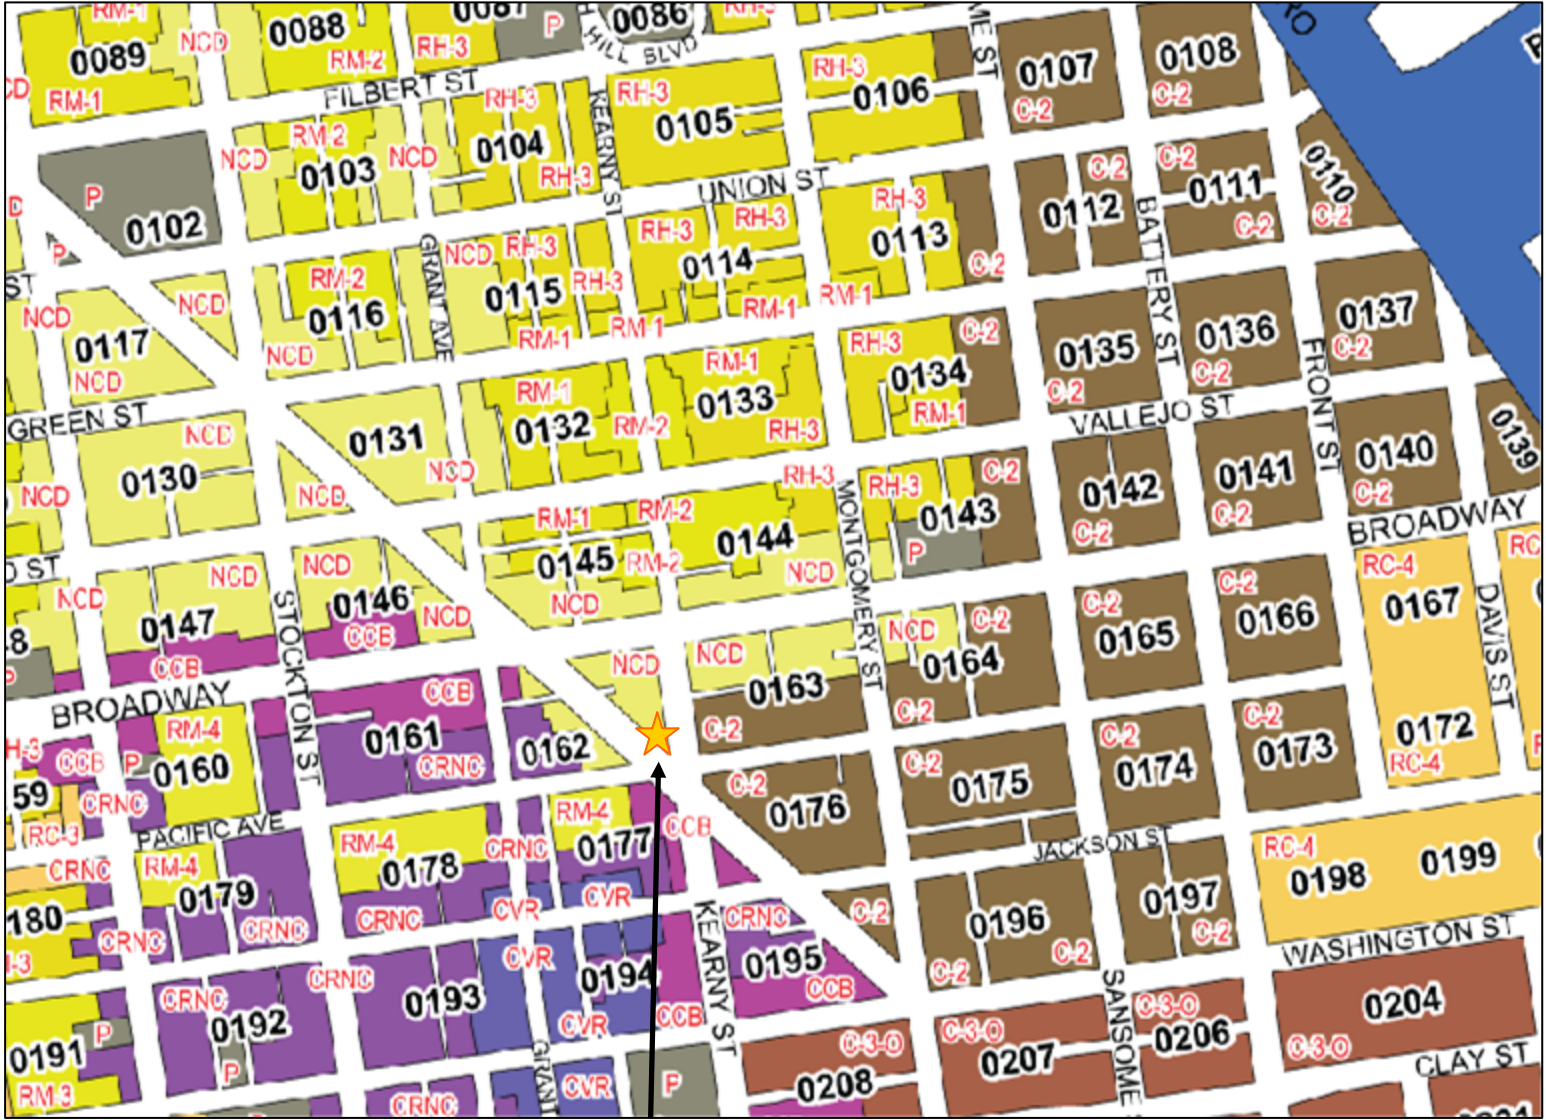 RM-1
0088
0087
P
H HILL BLVD
0086
RH-3
ME ST
0089
NCD
RM-2
RH-3
RM-1
FILBERT ST
RH-3
KEARNY ST
RH-3
0105
RH-3
0106
0107
C-2
0108
C-2
P
0102
NCD
RM-2
0103
NCD
0104
RH-3
UNION ST
C-2
0112
BATTERY ST
C-2
0111
C-2
0110
C-2
P
ST
NCD
0117
NCD
NCD
RM-2
0116
NCD
GRANT AVE
NCD
RH-3
0115
RH-3
RM-1
RM-1
RH-3
RH-3
0114
RM-1
RH-3
0113
RM-1
C-2
0135
C-2
0136
C-2
0137
C-2
GREEN ST
NCD
0130
NCD
NCD
0131
NCD
RM-1
0132
RM-2
RM-1
0133
RH-3
RH-3
0134
RM-1
C-2
VALLEJO ST
FRONT ST
0142
C-2
0141
C-2
0140
C-2
0139
NCD
NCD
0147
CCB
STOCKTON ST
NCD
0146
CCB
NCD
RM-1
0145
RM-2
NCD
RM-2
0144
NCD
RH-3
MONTGOMERY ST
RH-3
0143
P
C-2
BROADWAY
RC-4
0167
DAVIS ST
0172
RC-4
BROADWAY
CCB
RM-4
P
0160
CRNC
CCB
0161
CRNC
0162
NCD
NCD
0163
C-2
NCD
0164
C-2
C-2
C-2
0165
C-2
0166
59
RC-3
PACIFIC AVE
CRNC
RM-4
0179
CRNC
CRNC
RM-4
0178
CRNC
CRNC
CVR
RM-4
0177
CCB
CVR
C-2
0176
C-2
0175
C-2
0174
C-2
0173
JACKSON ST
RC-4
0198
0199
180
KEARNY ST
CRNC
0195
CCB
C-2
0196
C-2
C-2
0197
C-2
WASHINGTON ST
CRNC
0192
P
CRNC
0193
CVR
0194
CVR
CCB
SANSOME
C-3-O
0207
C-3-O
0206
0204
C-3-O
CLAY ST
0191
P
RM-3
CRNC
GRANT
CVR
P
C-3-O
0208